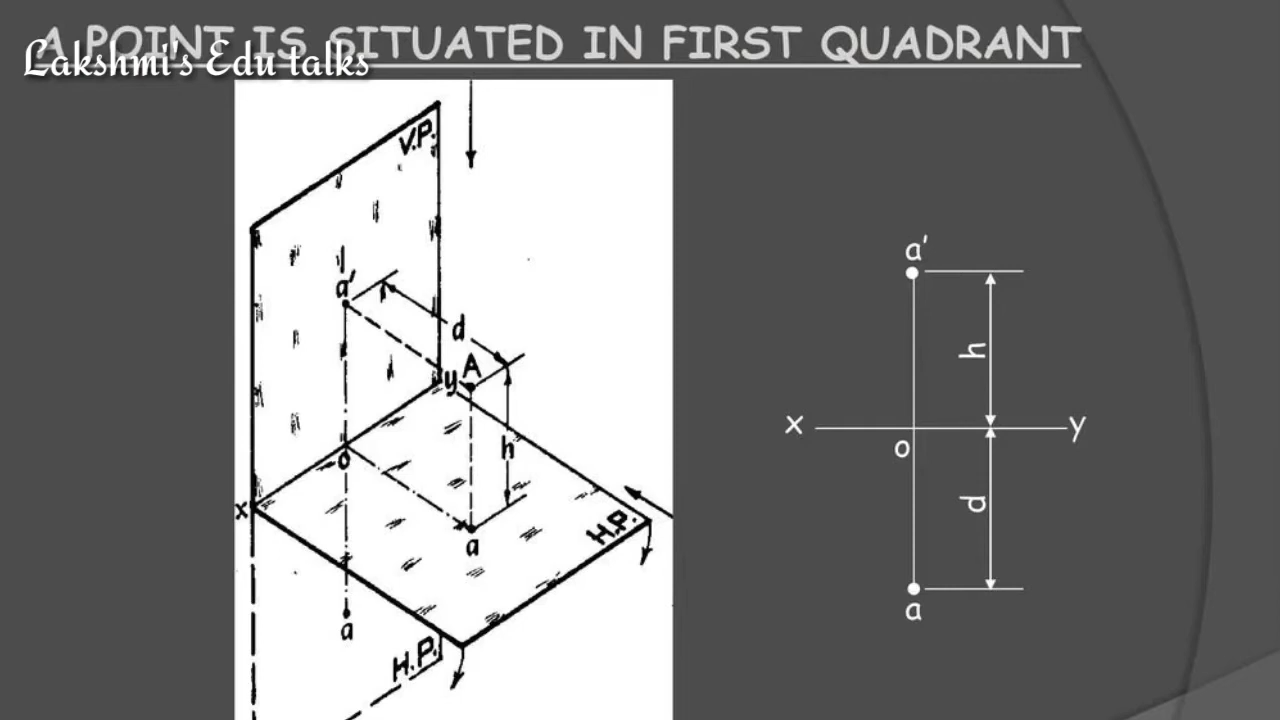 A POINT IS SITUATED IN FIRST QUADRANT
Lakshmi's Edu talks
V.P.
a'
d
y
A
h
o
x
H.P.
a
a
H.P.
a'
h
x
y
o
d
a